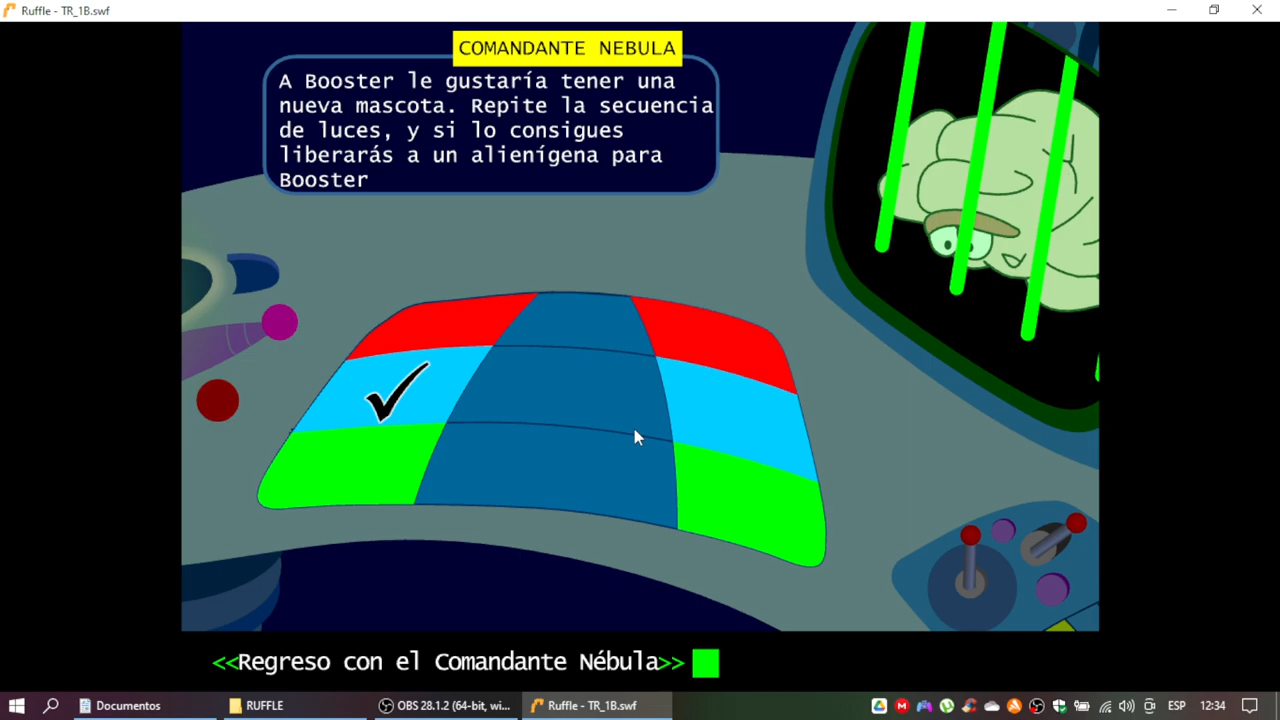 Ruffle - TR_1B.swf
COMANDANTE NEBULA
A Booster le gustaría tener una
nueva mascota. Repite la secuencia
de luces, y si lo consigues
liberarás a un alienígena para
Booster
<<Regreso con el Comandante Nébula>>
Documentos
RUFFLE
OBS 28.1.2 (64-bit, wi...
Ruffle - TR_1B.swf
ESP
12:34